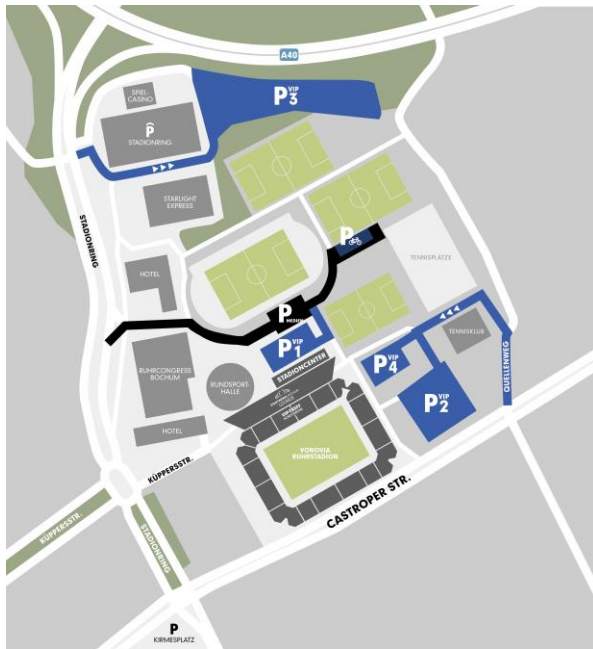 A40
P VIP 3
SPIEL-
CASINO
P
STADIONRING
STARLIGHT
EXPRESS
STADIONRING
P
TENNISPLÄTZE
HOTEL
P
MEDIEN
P VIP 1
TENNISKLUB
STADIONCENTER
P VIP 4
QUELLENWEG
RUHRCONGRESS
BOCHUM
RUNDSPORT-
HALLE
P VIP 2
HOTEL
VONOVIA
RUHRSTADION
KÜPPERSSTR.
CASTROPER STR.
KÜPPERSSTR.
STADIONRING
P
KIRMESPLATZ